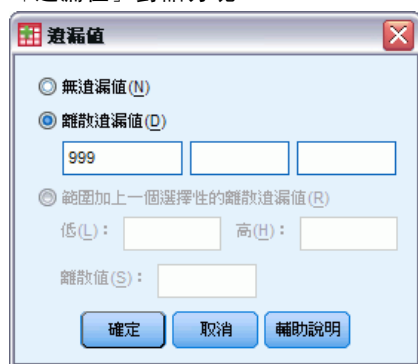 遺漏值
無遺漏值(N)
離散遺漏值(D)
999
範圍加上一個選擇性的離散遺漏值(R)
低(L)： 高(H)：
離散值(S)：
確定 取消 輔助說明